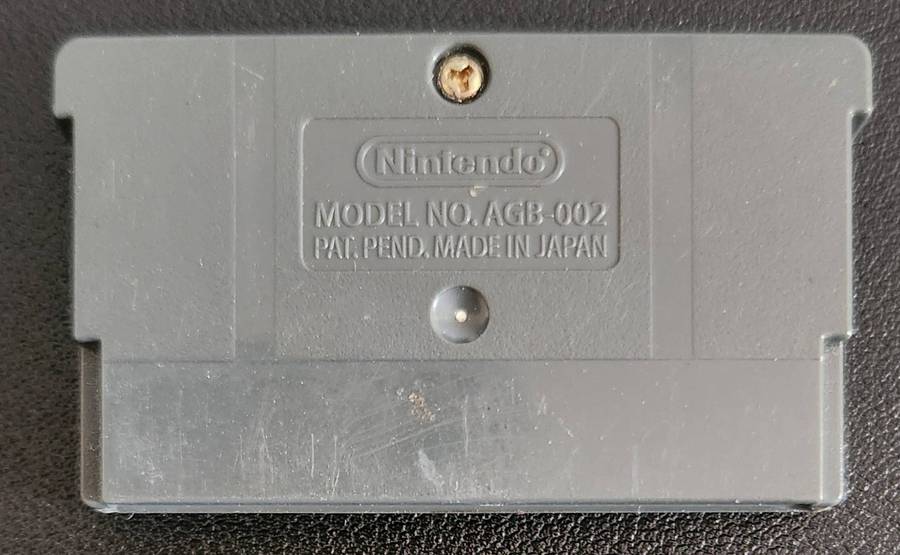 Nintendo®
MODEL NO. AGB-002
PAT. PEND. MADE IN JAPAN